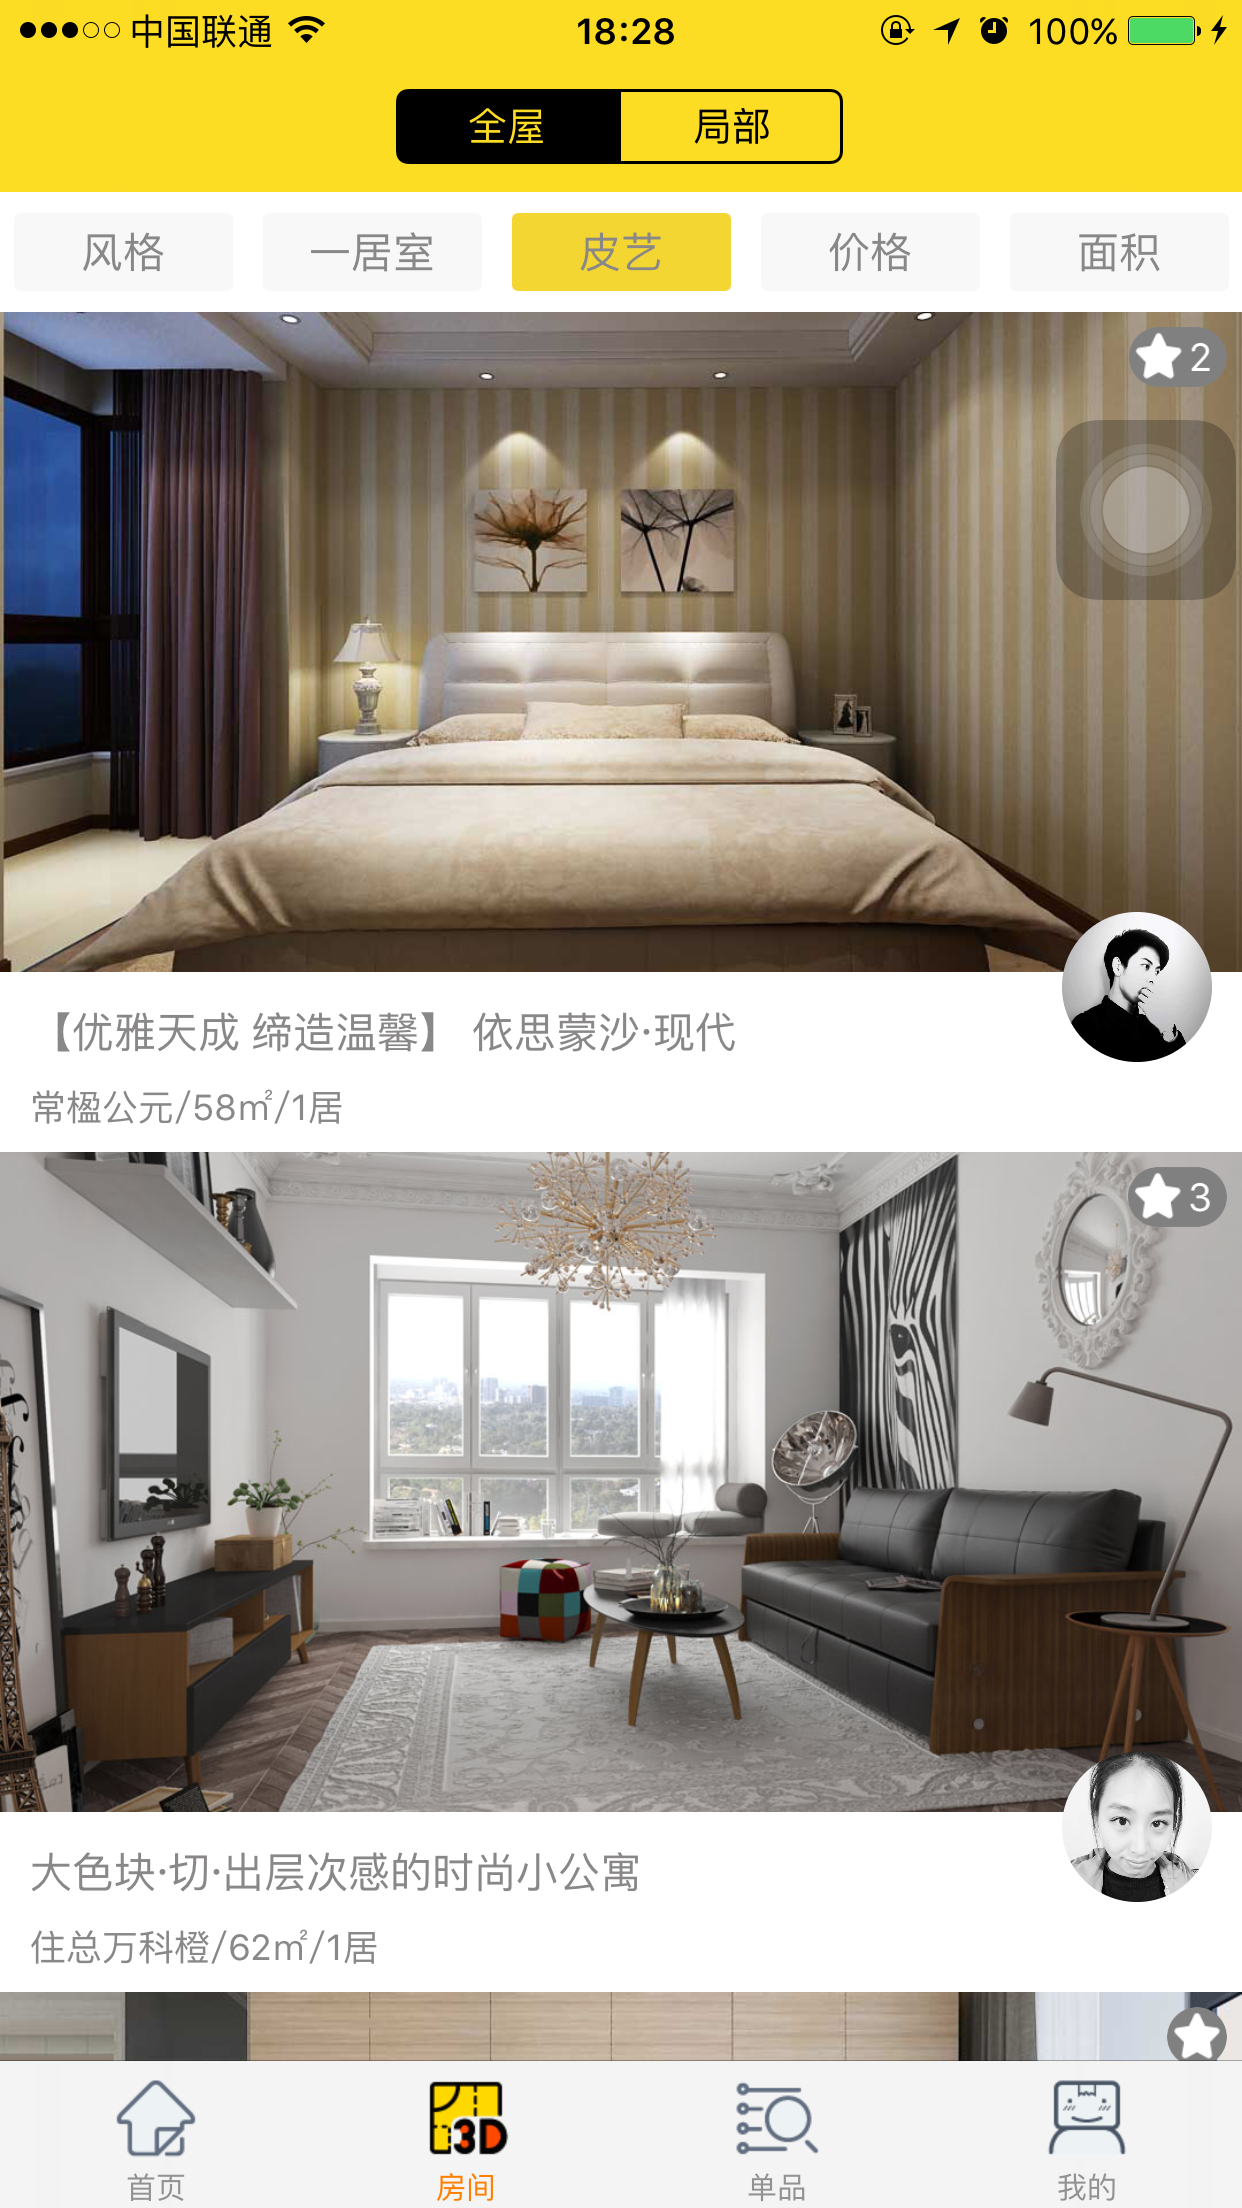 中国联通 18:28 100%
全屋 局部
风格 一居室 皮艺 价格 面积
2
【优雅天成 缔造温馨】 依思蒙沙·现代
常楹公元/58㎡/1居
3
大色块·切·出层次感的时尚小公寓
住总万科橙/62㎡/1居
3D
首页 房间 单品 我的